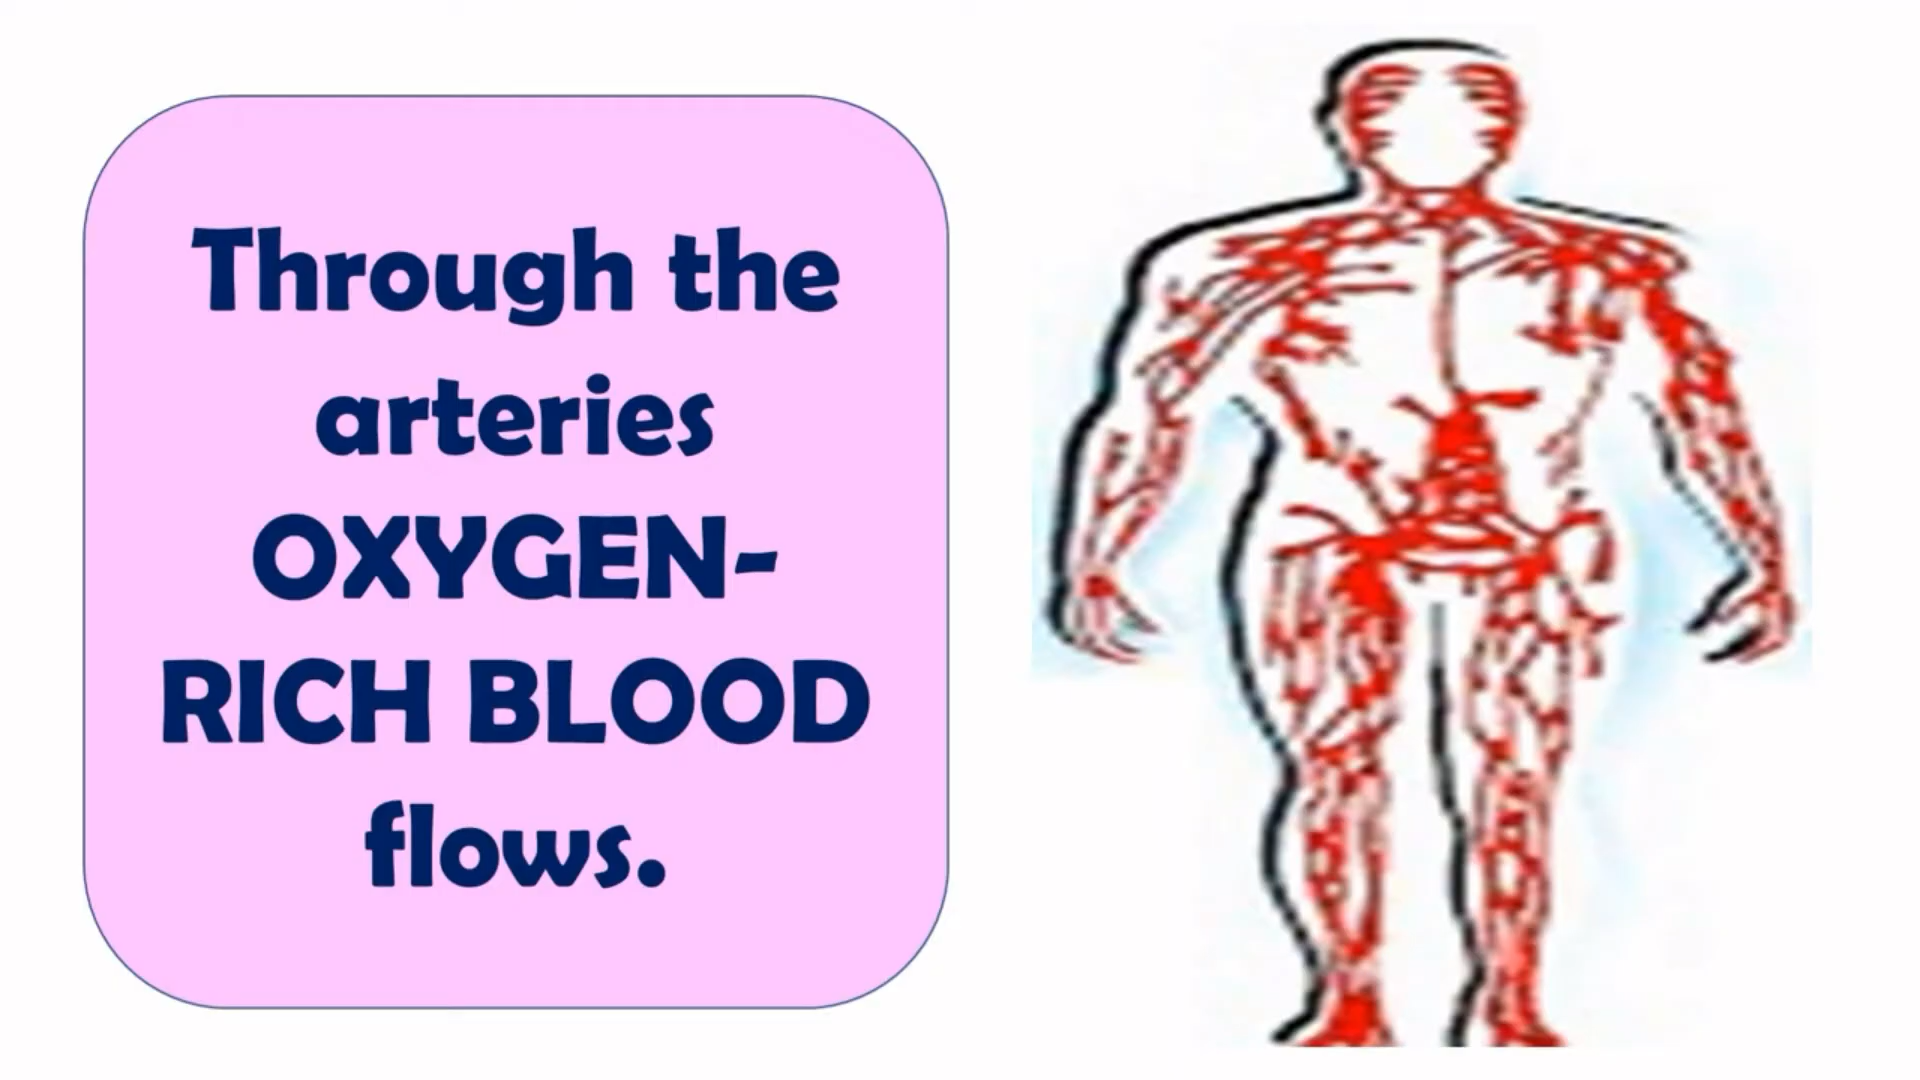 Through the
arteries
OXYGEN-
RICH BLOOD
flows.